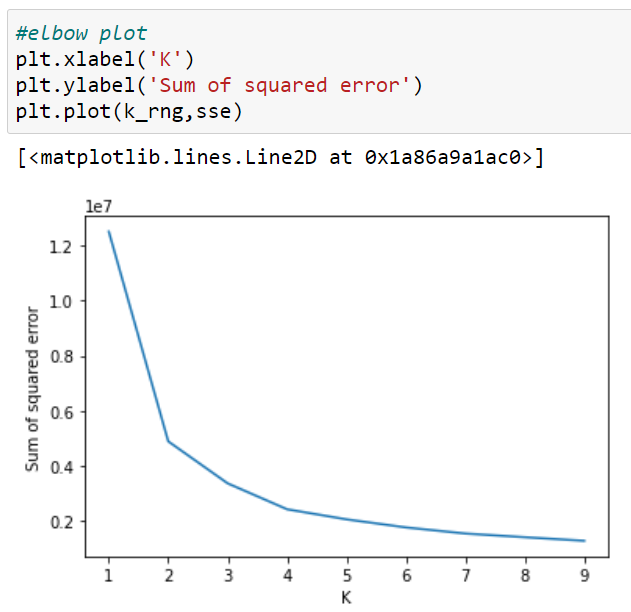 #elbow plot
plt.xlabel('K')
plt.ylabel('Sum of squared error')
plt.plot(k_rng,sse)
[<matplotlib.lines.Line2D at 0x1a86a9a1ac0>]
1e7
1.2
1.0
0.8
0.6
0.4
0.2
Sum of squared error
1 2 3 4 5 6 7 8 9
K